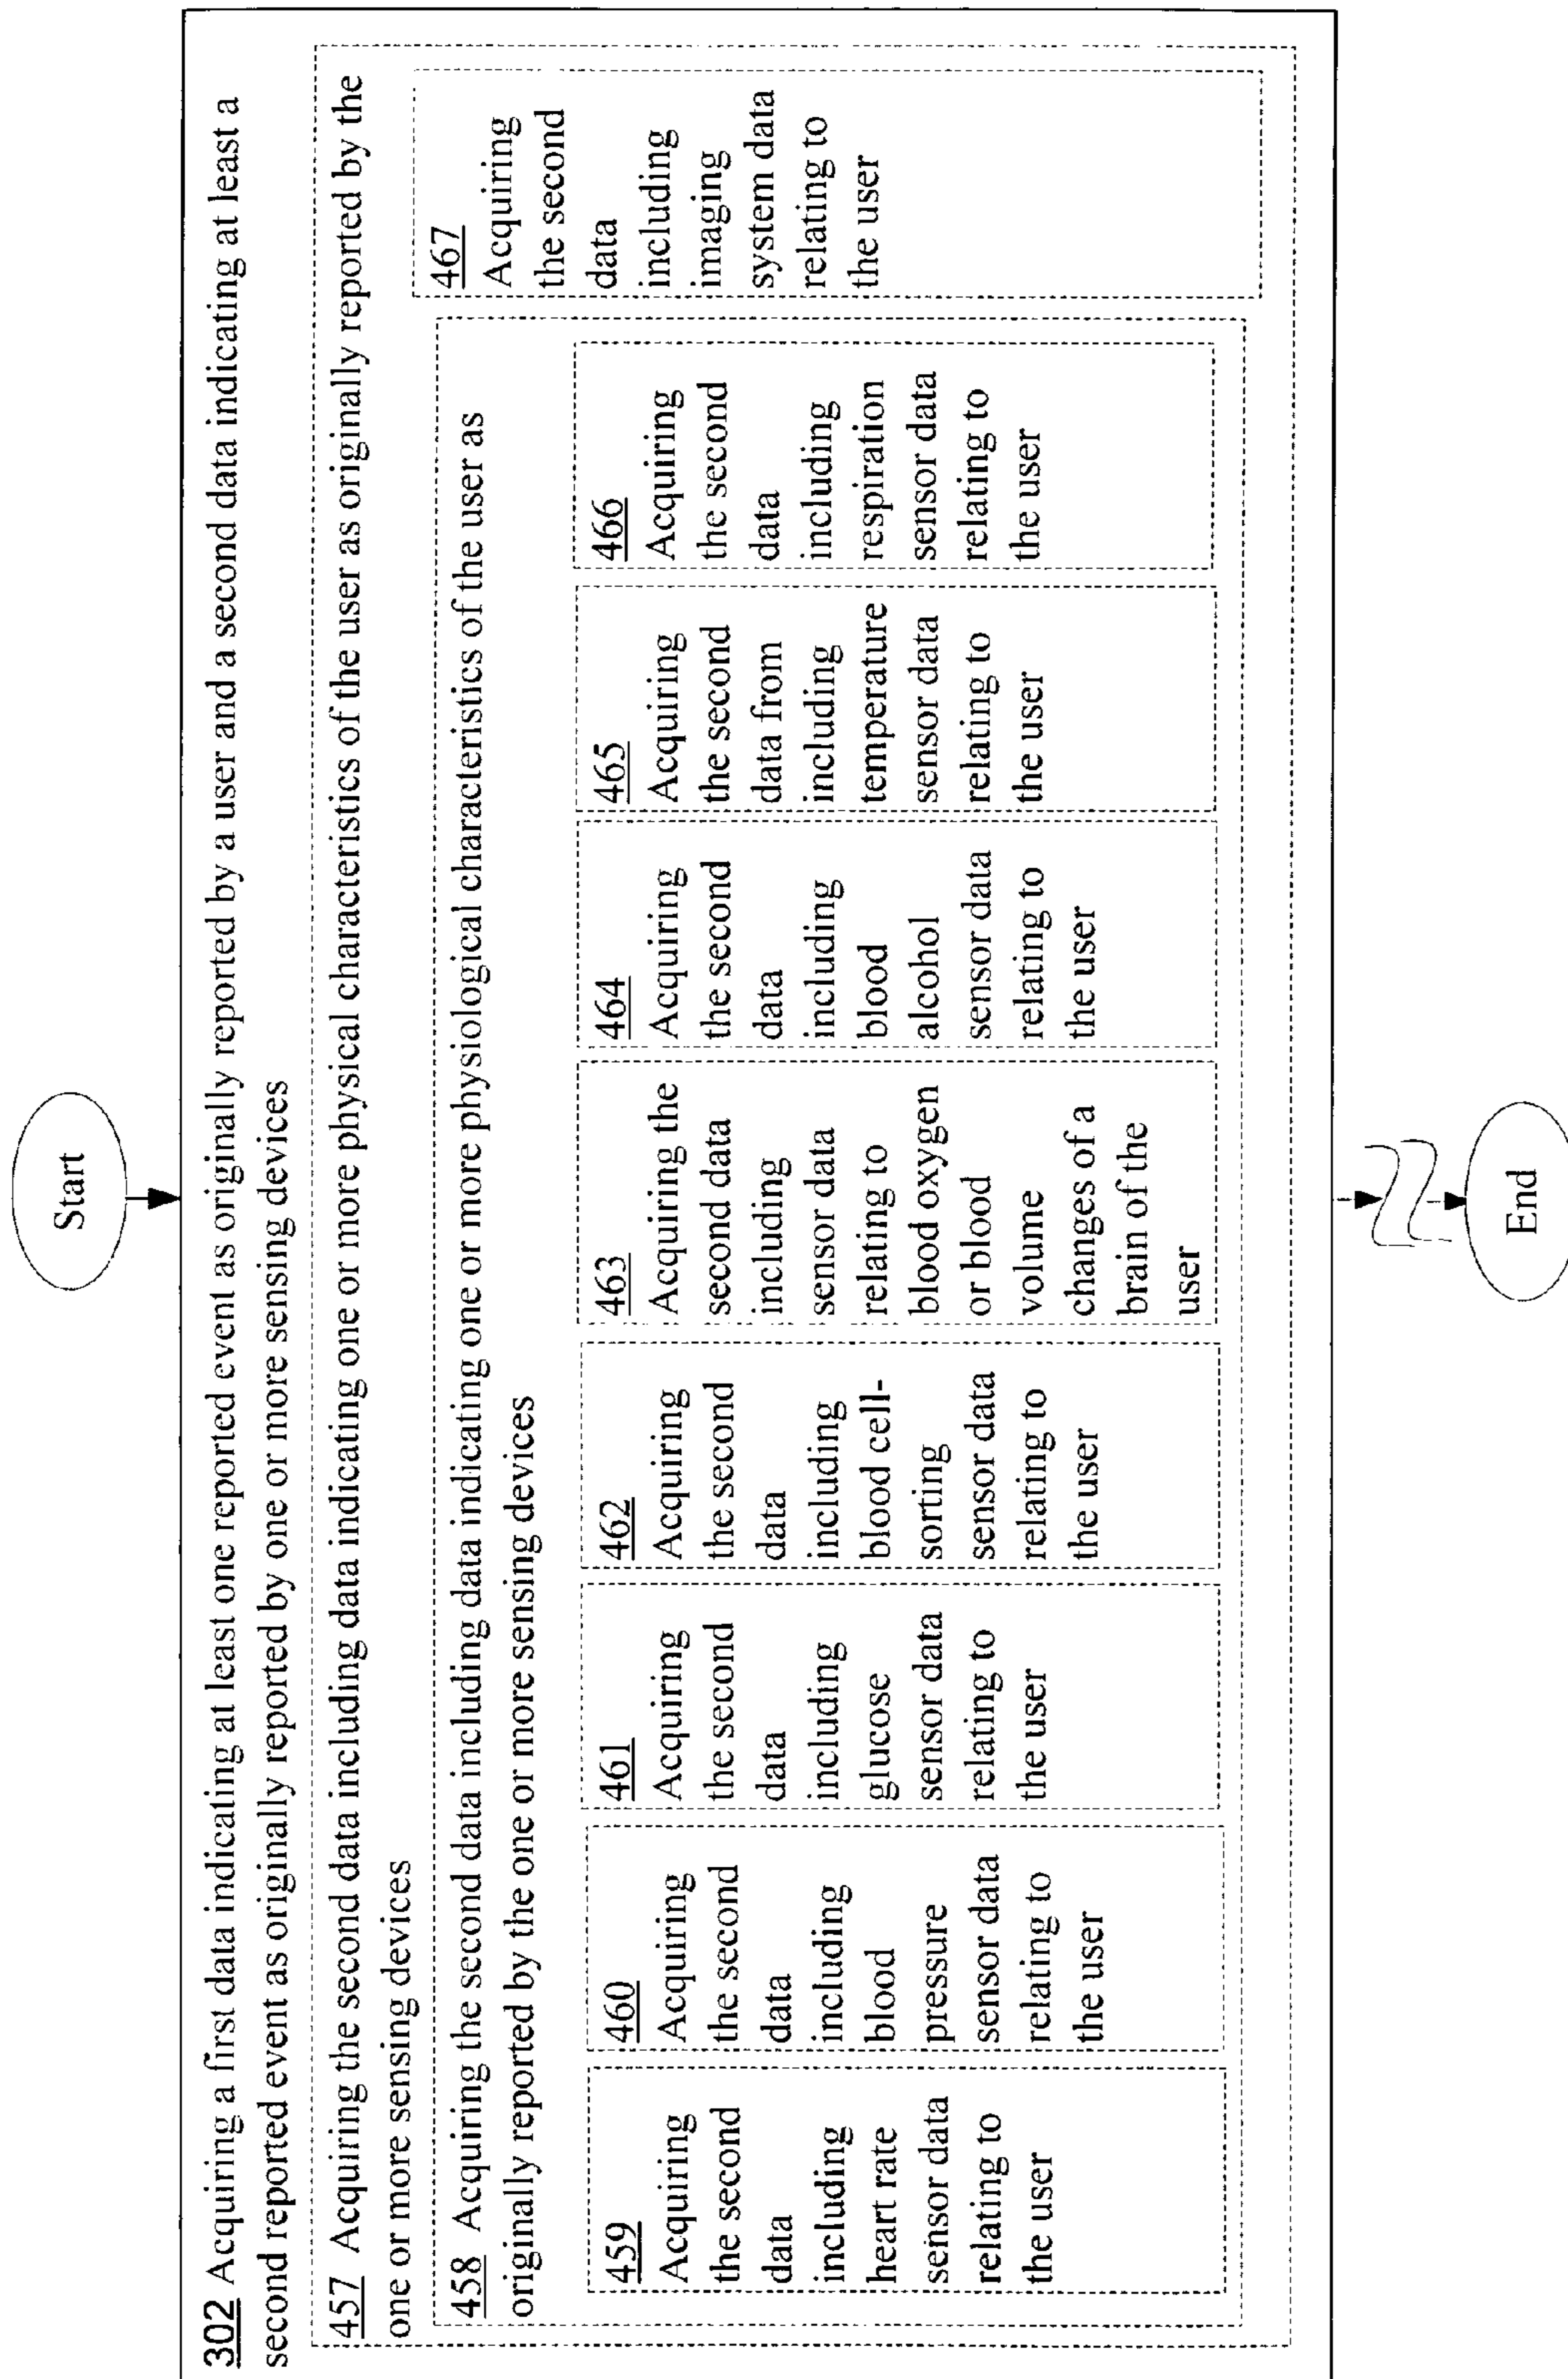 Start
302 Acquiring a first data indicating at least one reported event as originally reported by a user and a second data indicating at least a
second reported event as originally reported by one or more sensing devices
457 Acquiring the second data including data indicating one or more physical characteristics of the user as originally reported by the
one or more sensing devices
458 Acquiring the second data including data indicating one or more physiological characteristics of the user as
originally reported by the one or more sensing devices
459
Acquiring
the second
data
including
heart rate
sensor data
relating to
the user
460
Acquiring
the second
data
including
blood
pressure
sensor data
relating to
the user
461
Acquiring
the second
data
including
glucose
sensor data
relating to
the user
462
Acquiring
the second
data
including
blood cell-
sorting
sensor data
relating to
the user
463
Acquiring the
second data
including
sensor data
relating to
blood oxygen
or blood
volume
changes of a
brain of the
user
464
Acquiring
the second
data
including
blood
alcohol
sensor data
relating to
the user
465
Acquiring
the second
data from
including
temperature
sensor data
relating to
the user
466
Acquiring
the second
data
including
respiration
sensor data
relating to
the user
467
Acquiring
the second
data
including
imaging
system data
relating to
the user
End